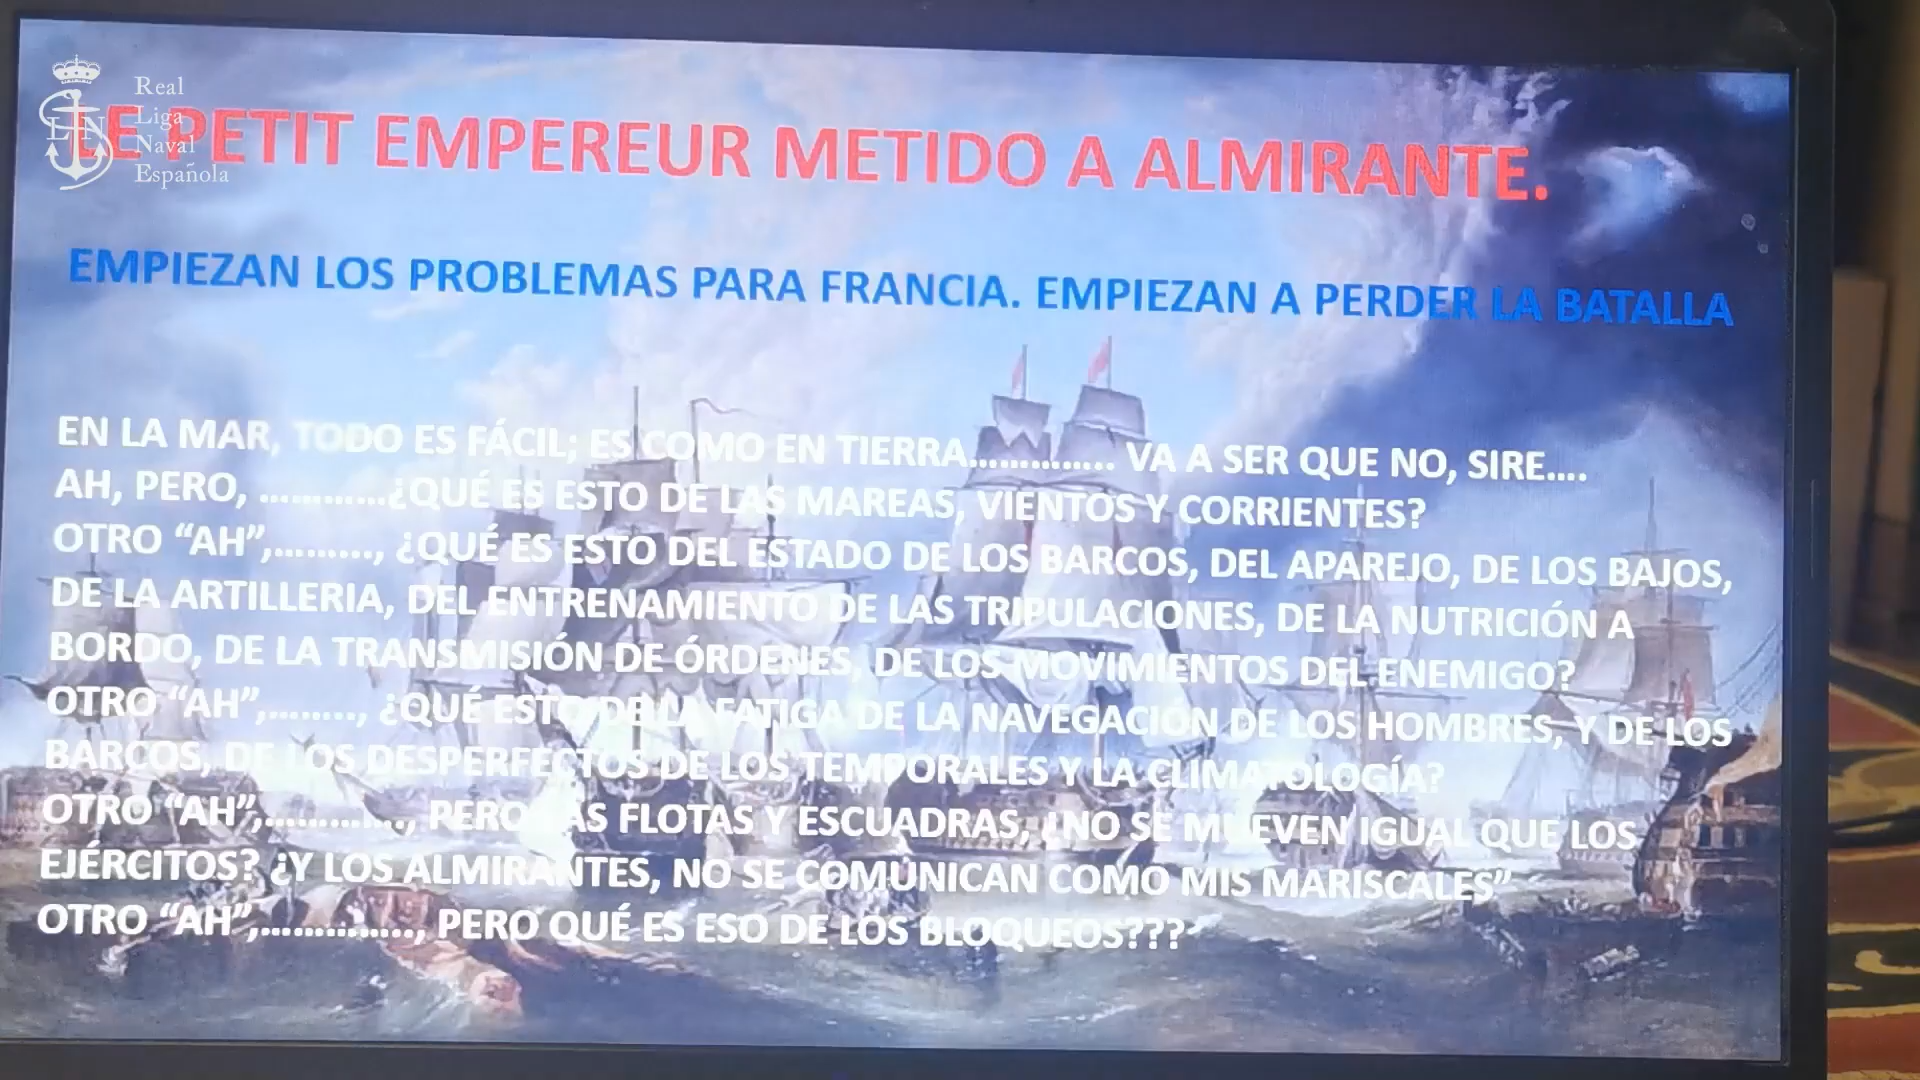 Real
Liga
Naval
Española
LE PETIT EMPEREUR METIDO A ALMIRANTE.
EMPIEZAN LOS PROBLEMAS PARA FRANCIA. EMPIEZAN A PERDER LA BATALLA
EN LA MAR, TODO ES FÁCIL; ES COMO EN TIERRA.............. VA A SER QUE NO, SIRE....
AH, PERO, ............¿QUÉ ES ESTO DE LAS MAREAS, VIENTOS Y CORRIENTES?
OTRO “AH”,........., ¿QUÉ ES ESTO DEL ESTADO DE LOS BARCOS, DEL APAREJO, DE LOS BAJOS,
DE LA ARTILLERIA, DEL ENTRENAMIENTO DE LAS TRIPULACIONES, DE LA NUTRICIÓN A
BORDO, DE LA TRANSMISIÓN DE ÓRDENES, DE LOS MOVIMIENTOS DEL ENEMIGO?
OTRO “AH”,........, ¿QUÉ ESTO DE LA FATIGA DE LA NAVEGACIÓN DE LOS HOMBRES, Y DE LOS
BARCOS, DE LOS DESPERFECTOS DE LOS TEMPORALES Y LA CLIMATOLOGÍA?
OTRO “AH”,............, PERO LAS FLOTAS Y ESCUADRAS, ¿NO SE MUEVEN IGUAL QUE LOS
EJÉRCITOS? ¿Y LOS ALMIRANTES, NO SE COMUNICAN COMO MIS MARISCALES”
OTRO “AH”,............., PERO QUÉ ES ESO DE LOS BLOQUEOS???